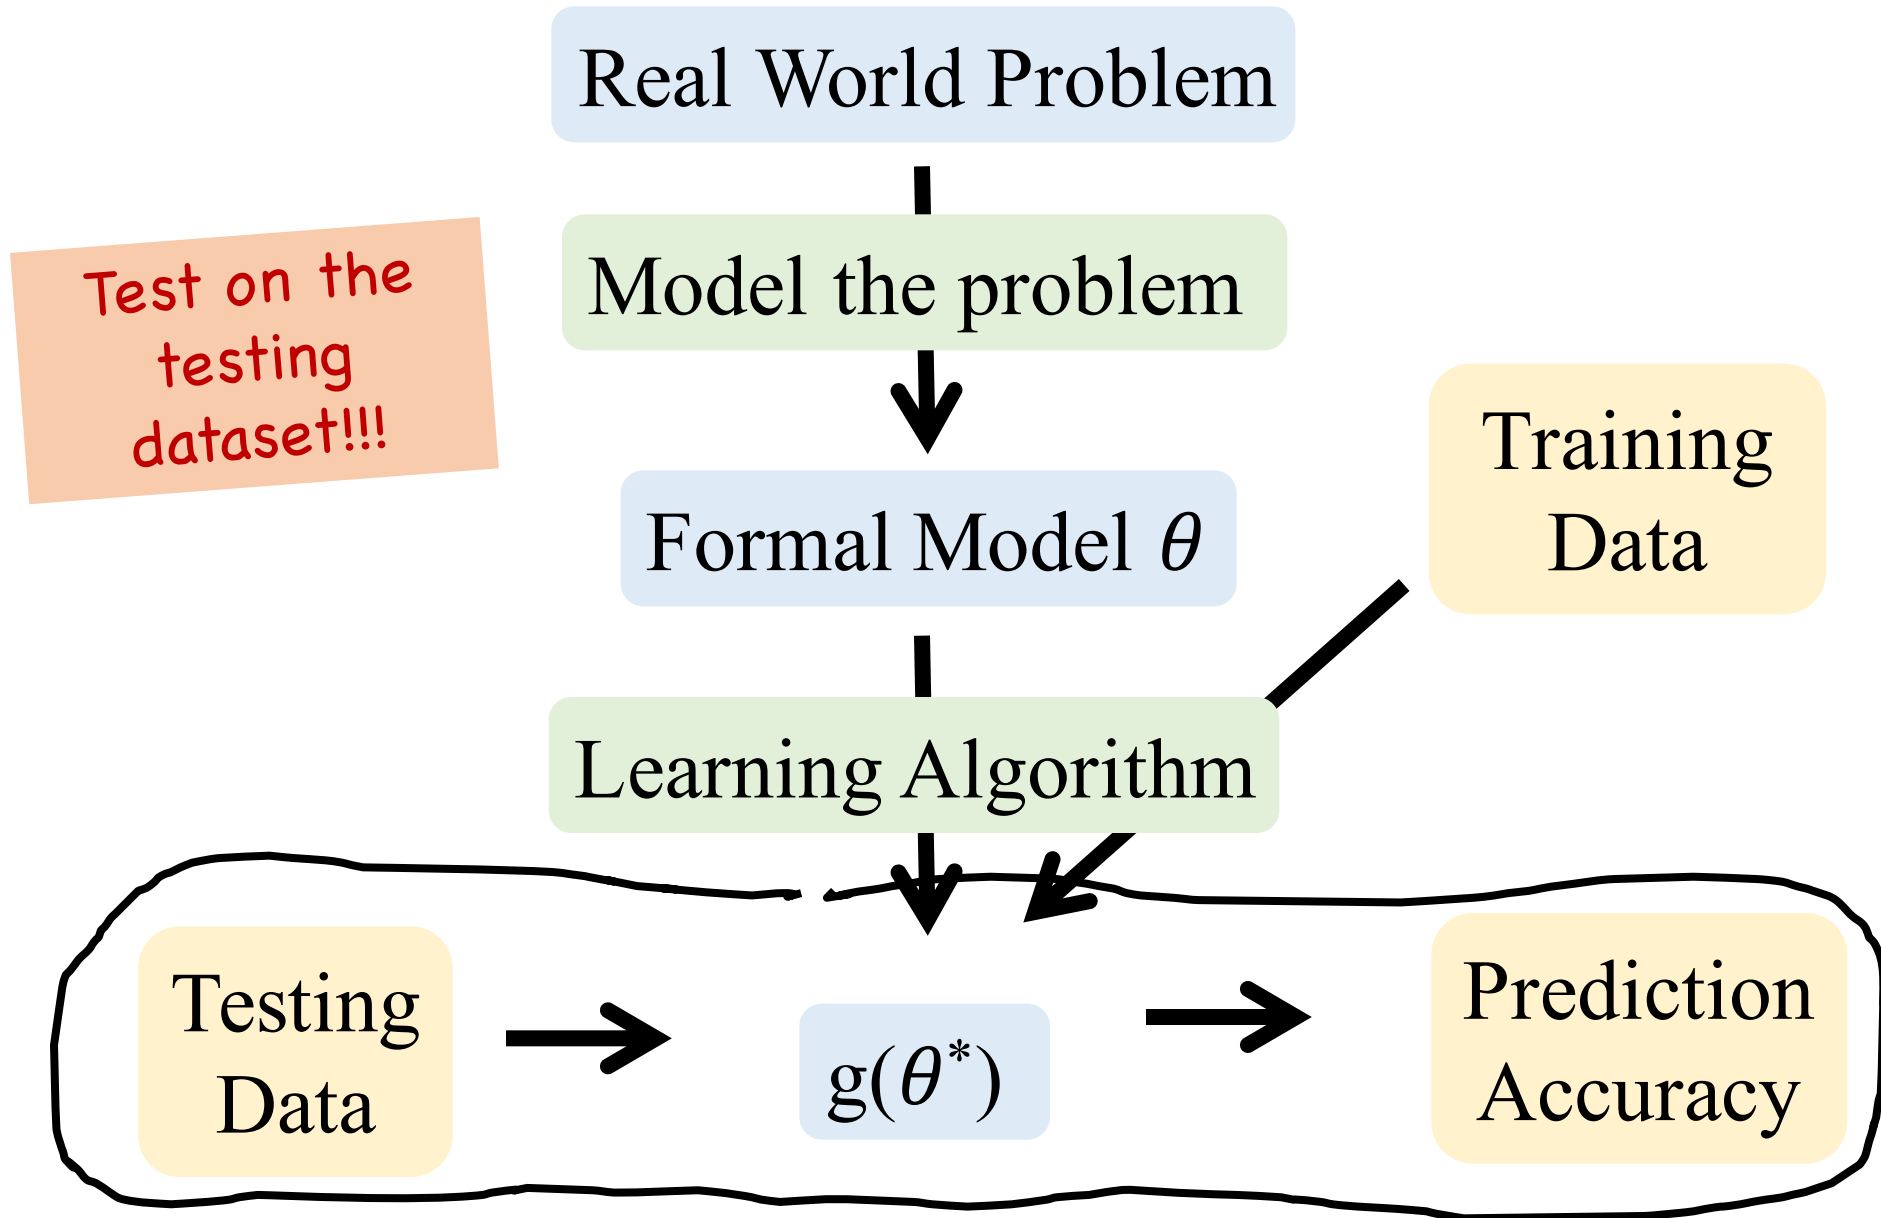 Real World Problem
Test on the
testing
dataset!!!
Model the problem
Training
Data
Formal Model θ
Learning Algorithm
Testing
Data
g(θ*)
Prediction
Accuracy